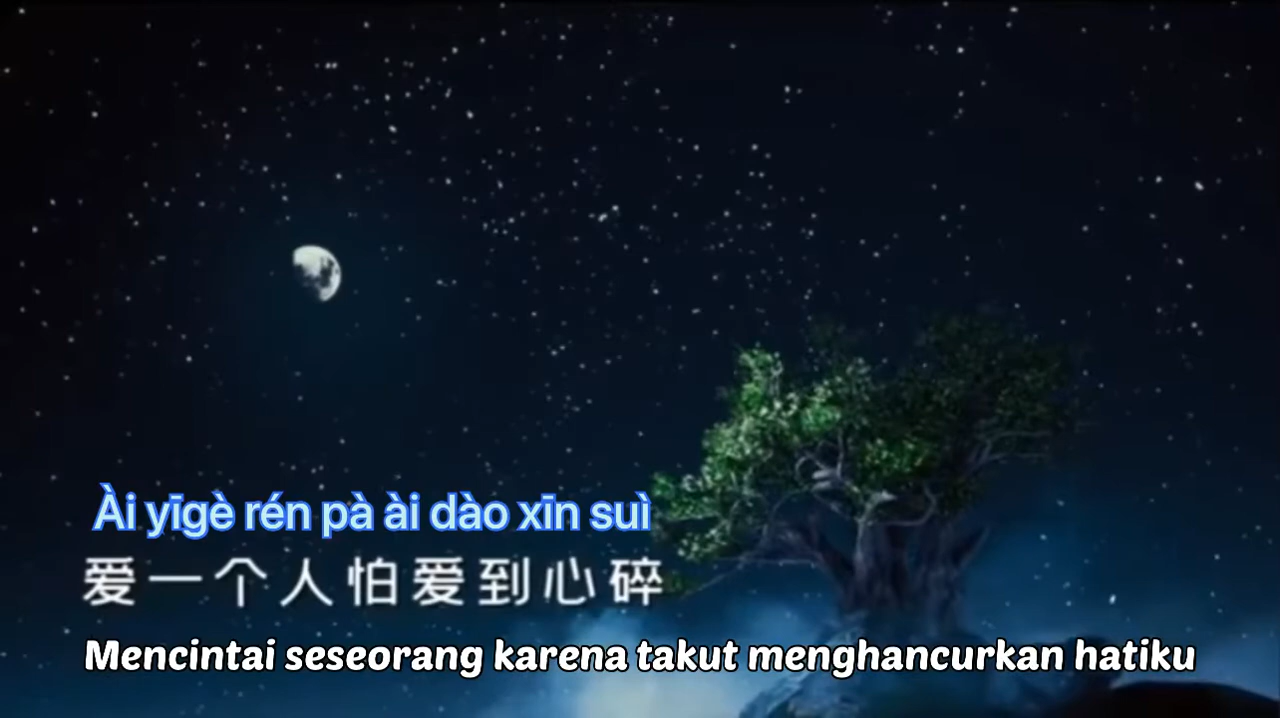 Ài yīgè rén pà ài dào xīn suì
爱一个人怕爱到心碎
Mencintai seseorang karena takut menghancurkan hatiku